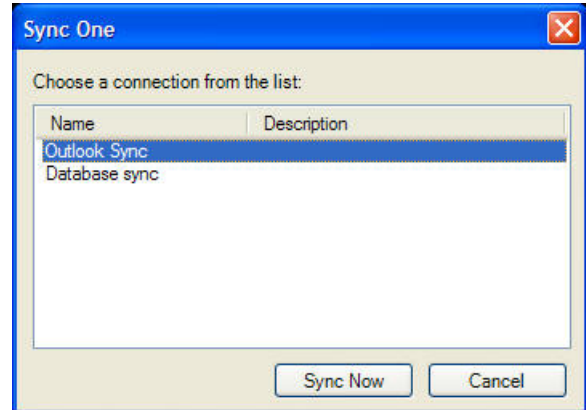 Sync One
Choose a connection from the list:
Name Description
Outlook Sync
Database sync
Sync Now Cancel